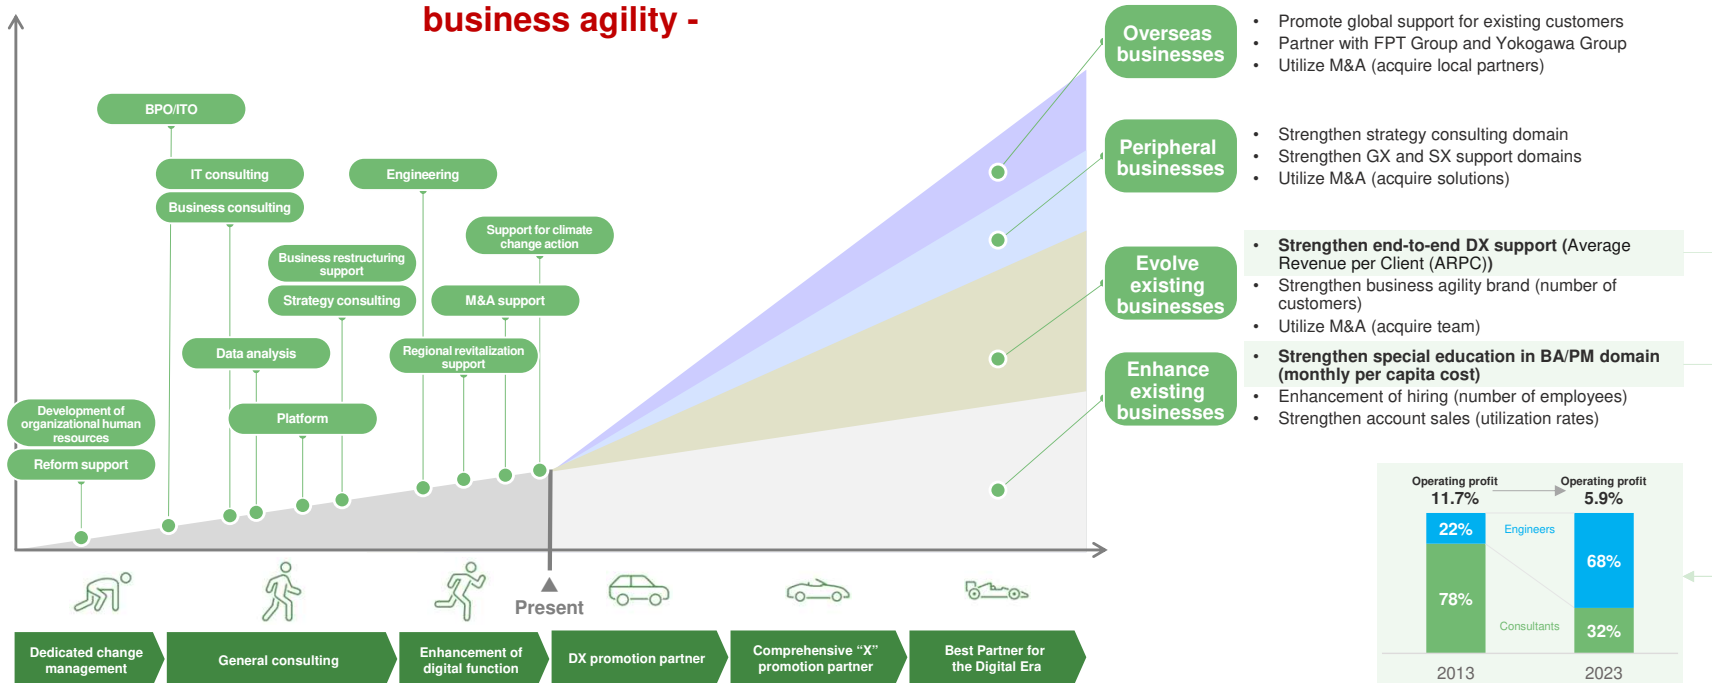 business agility -
BPO/ITO
IT consulting
Business consulting
Engineering
Support for climate
change action
Business restructuring
support
Strategy consulting
M&A support
Data analysis
Regional revitalization
support
Platform
Development of
organizational human
resources
Reform support
Present
Dedicated change
management
General consulting
Enhancement of
digital function
DX promotion partner
Comprehensive “X”
promotion partner
Best Partner for
the Digital Era
Overseas
businesses
• Promote global support for existing customers
• Partner with FPT Group and Yokogawa Group
• Utilize M&A (acquire local partners)
Peripheral
businesses
• Strengthen strategy consulting domain
• Strengthen GX and SX support domains
• Utilize M&A (acquire solutions)
Evolve
existing
businesses
• Strengthen end-to-end DX support (Average
Revenue per Client (ARPC))
• Strengthen business agility brand (number of
customers)
• Utilize M&A (acquire team)
Enhance
existing
businesses
• Strengthen special education in BA/PM domain
(monthly per capita cost)
• Enhancement of hiring (number of employees)
• Strengthen account sales (utilization rates)
Operating profit
11.7%
Operating profit
5.9%
22%
Engineers
68%
78%
Consultants
32%
2013
2023